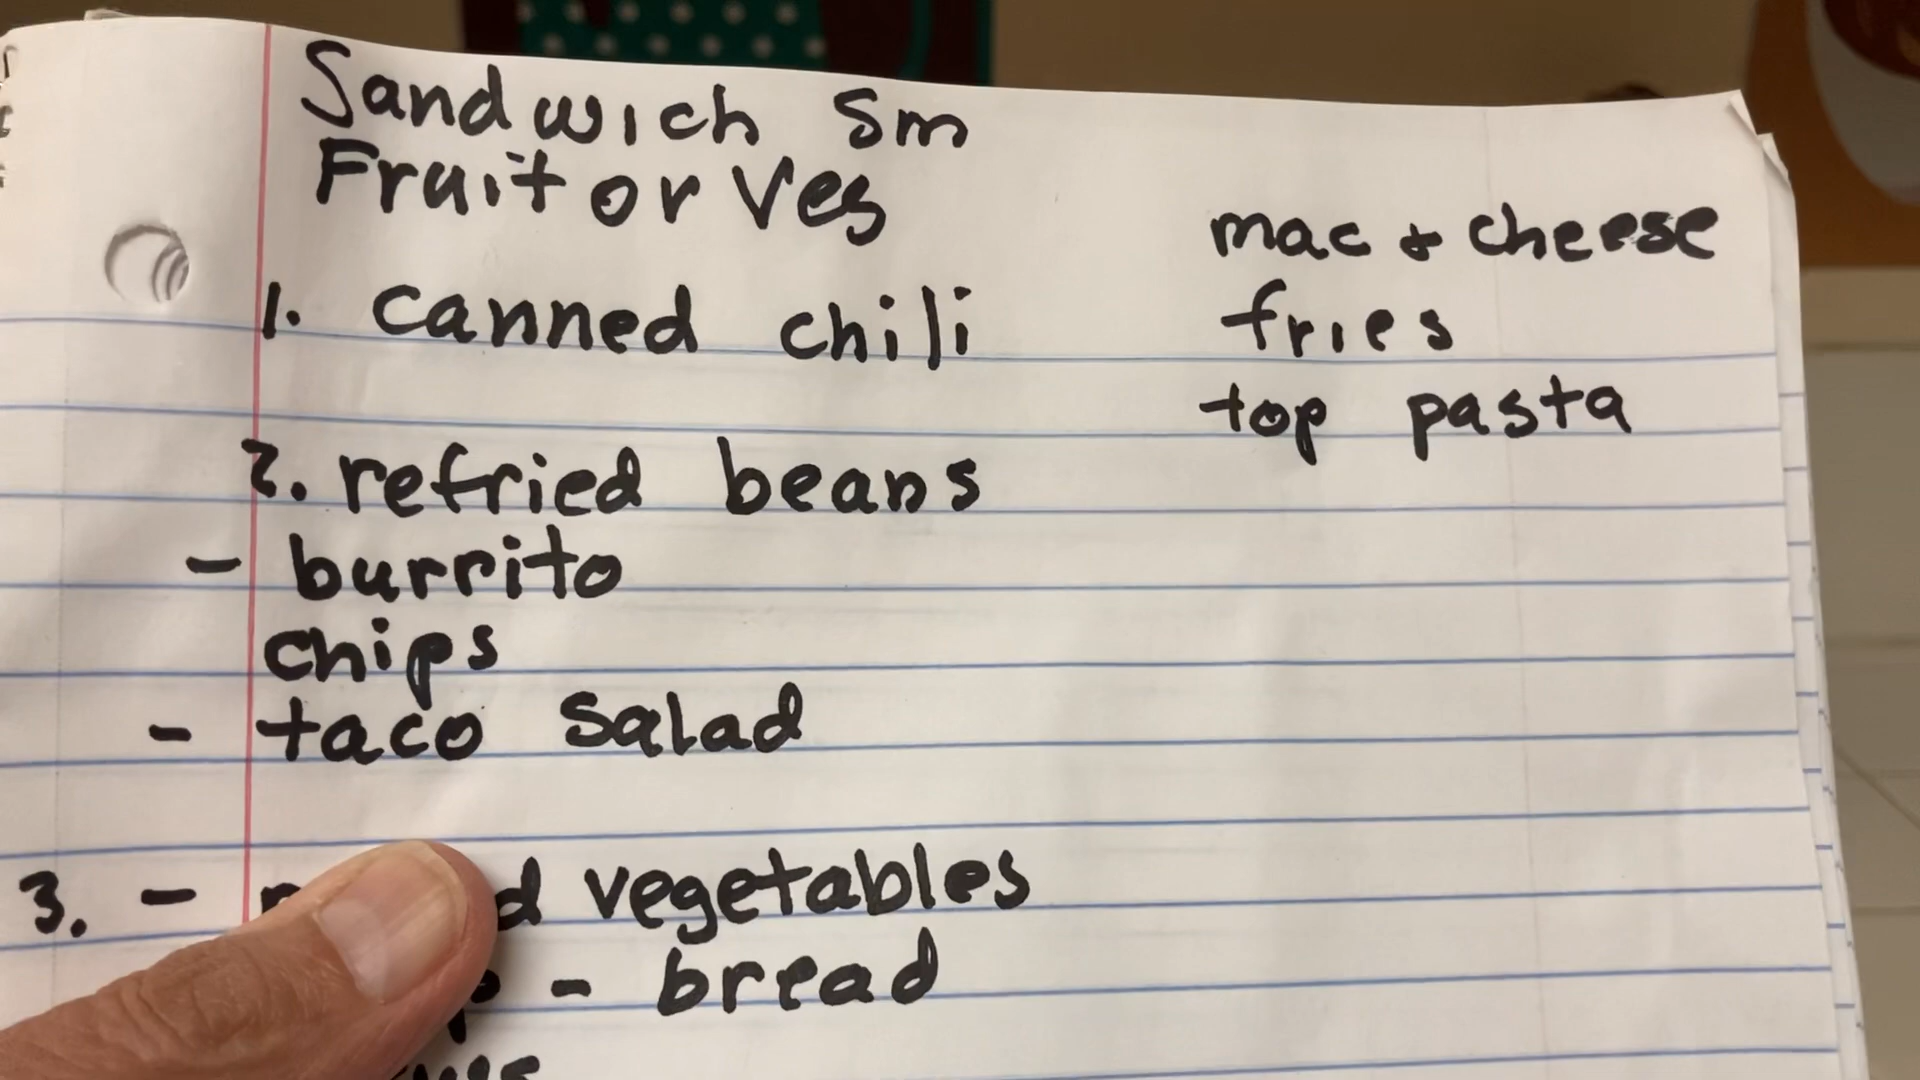 Sandwich Sm
Fruit or Veg
1. canned chili
mac + cheese
fries
top pasta
2. refried beans
- burrito
chips
- taco salad
3. - vegetables
- bread